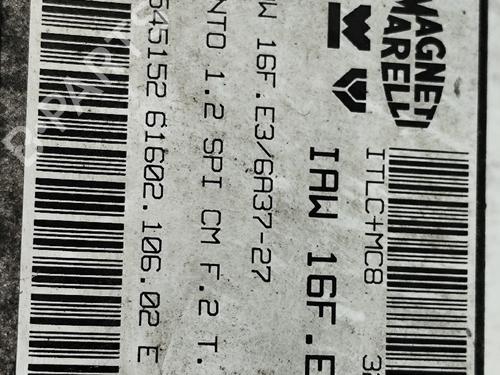 MAGNETI
MARELLI
ITLC+MC8
IAW 16F.E
16F.E3/6A37-27
NTO 1.2 SPI CM F.2 T.
545152 61602.106.02 E